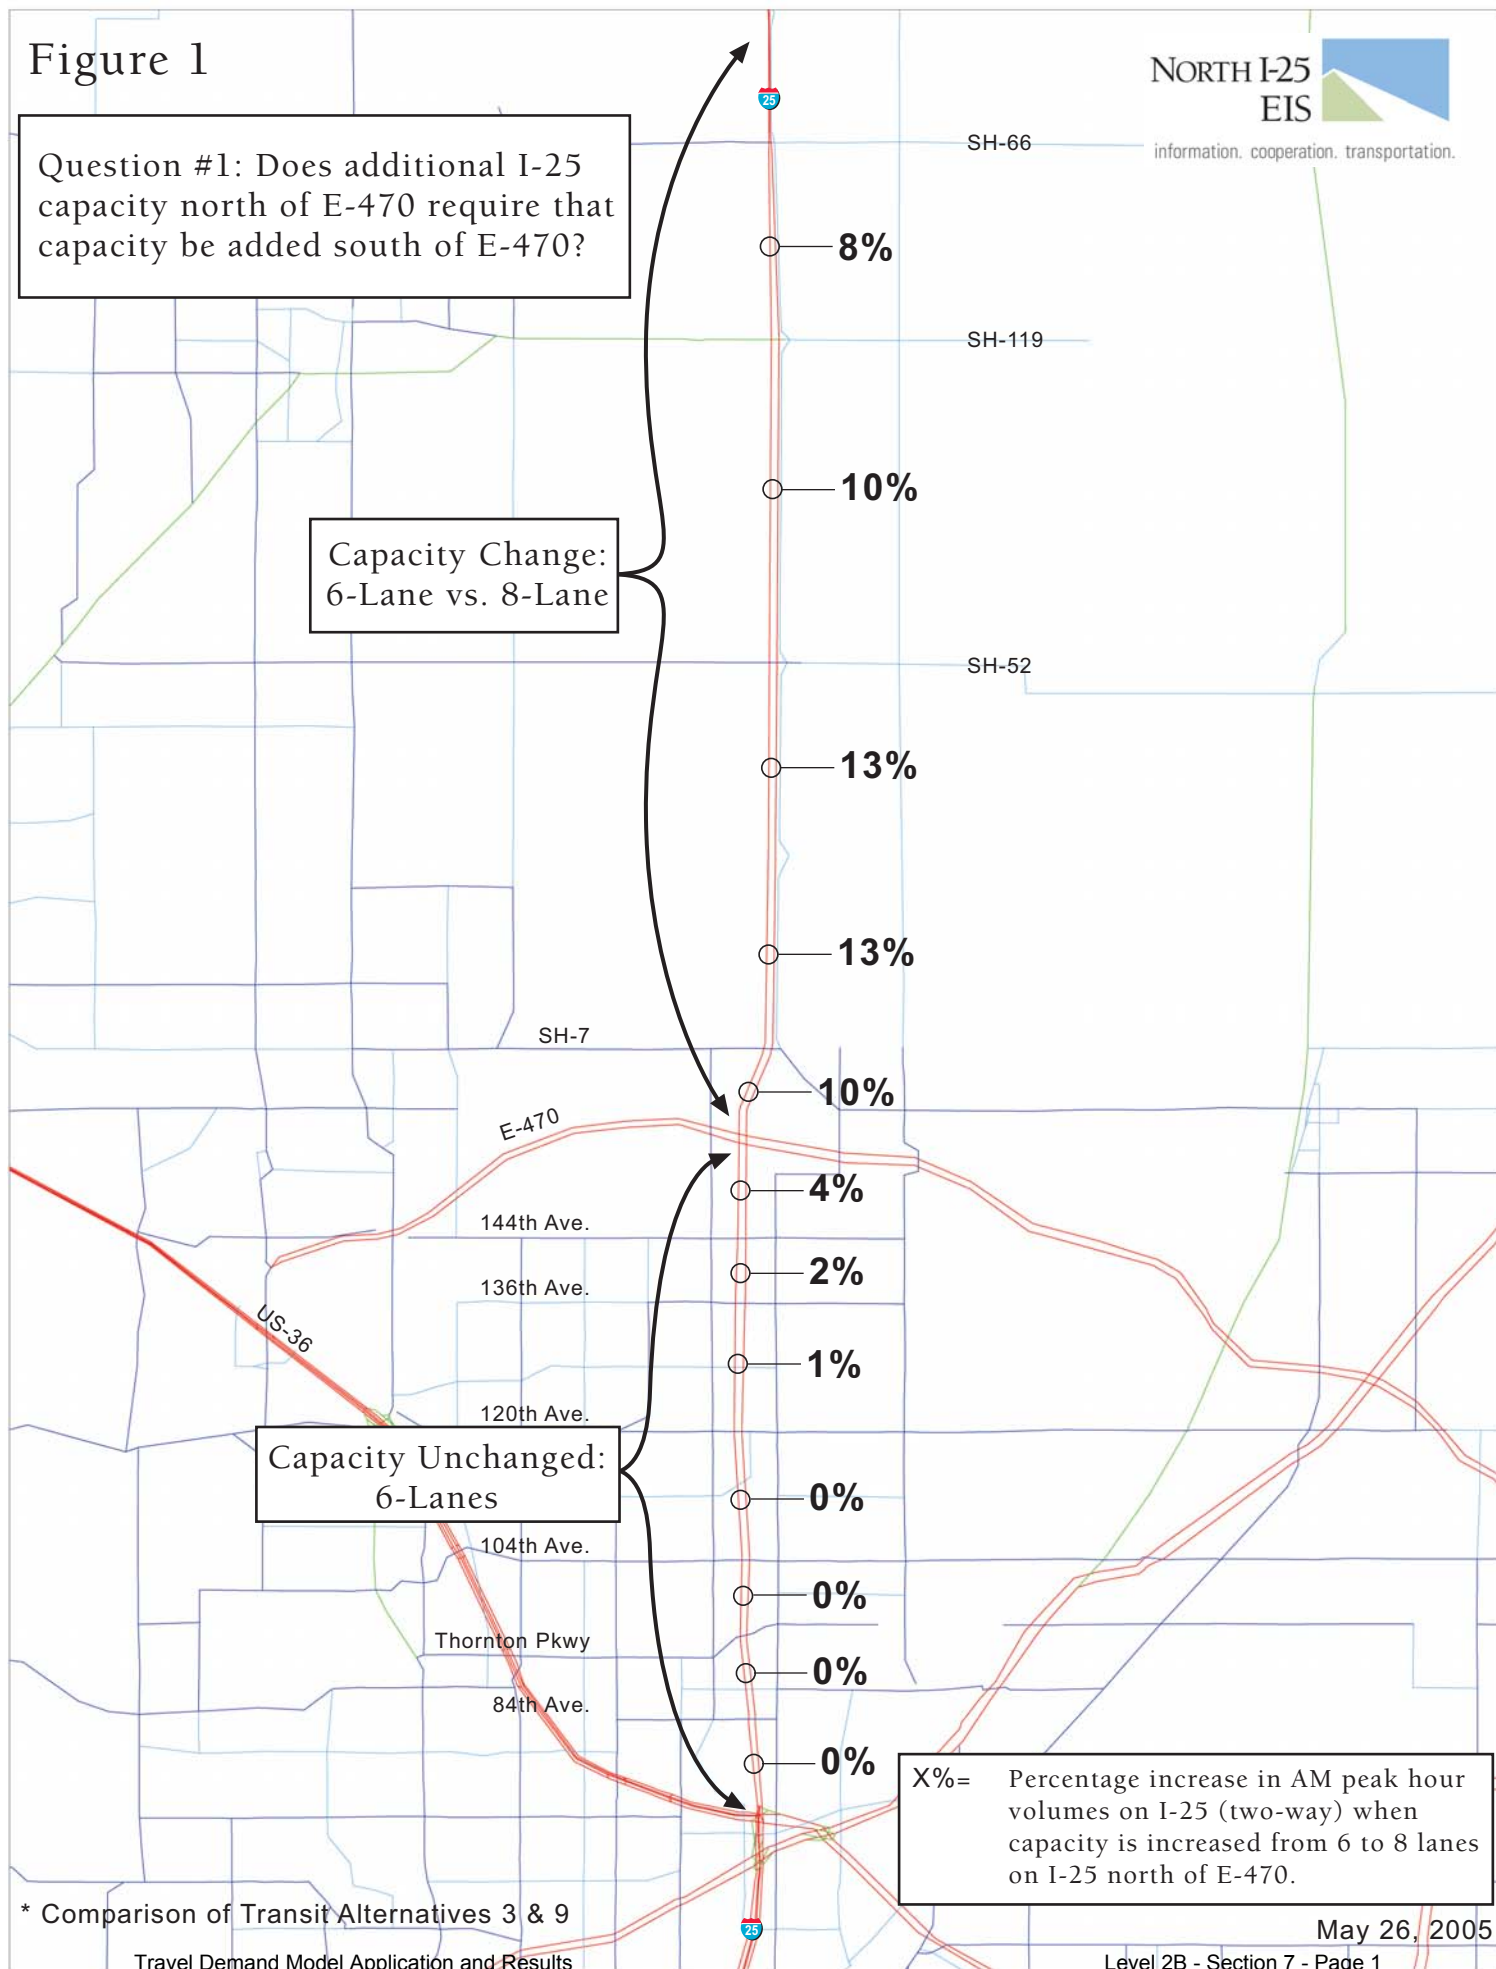 Figure 1
NORTH I-25
EIS
information. cooperation. transportation.
Question #1: Does additional I-25
capacity north of E-470 require that
capacity be added south of E-470?
25
SH-66
8%
SH-119
10%
Capacity Change:
6-Lane vs. 8-Lane
SH-52
13%
13%
SH-7
10%
E-470
4%
144th Ave.
2%
136th Ave.
US-36
1%
120th Ave.
Capacity Unchanged:
6-Lanes
0%
104th Ave.
0%
Thornton Pkwy
0%
84th Ave.
0%
X%= Percentage increase in AM peak hour
volumes on I-25 (two-way) when
capacity is increased from 6 to 8 lanes
on I-25 north of E-470.
* Comparison of Transit Alternatives 3 & 9
25
May 26, 2005
Travel Demand Model Application and Results
Level 2B - Section 7 - Page 1